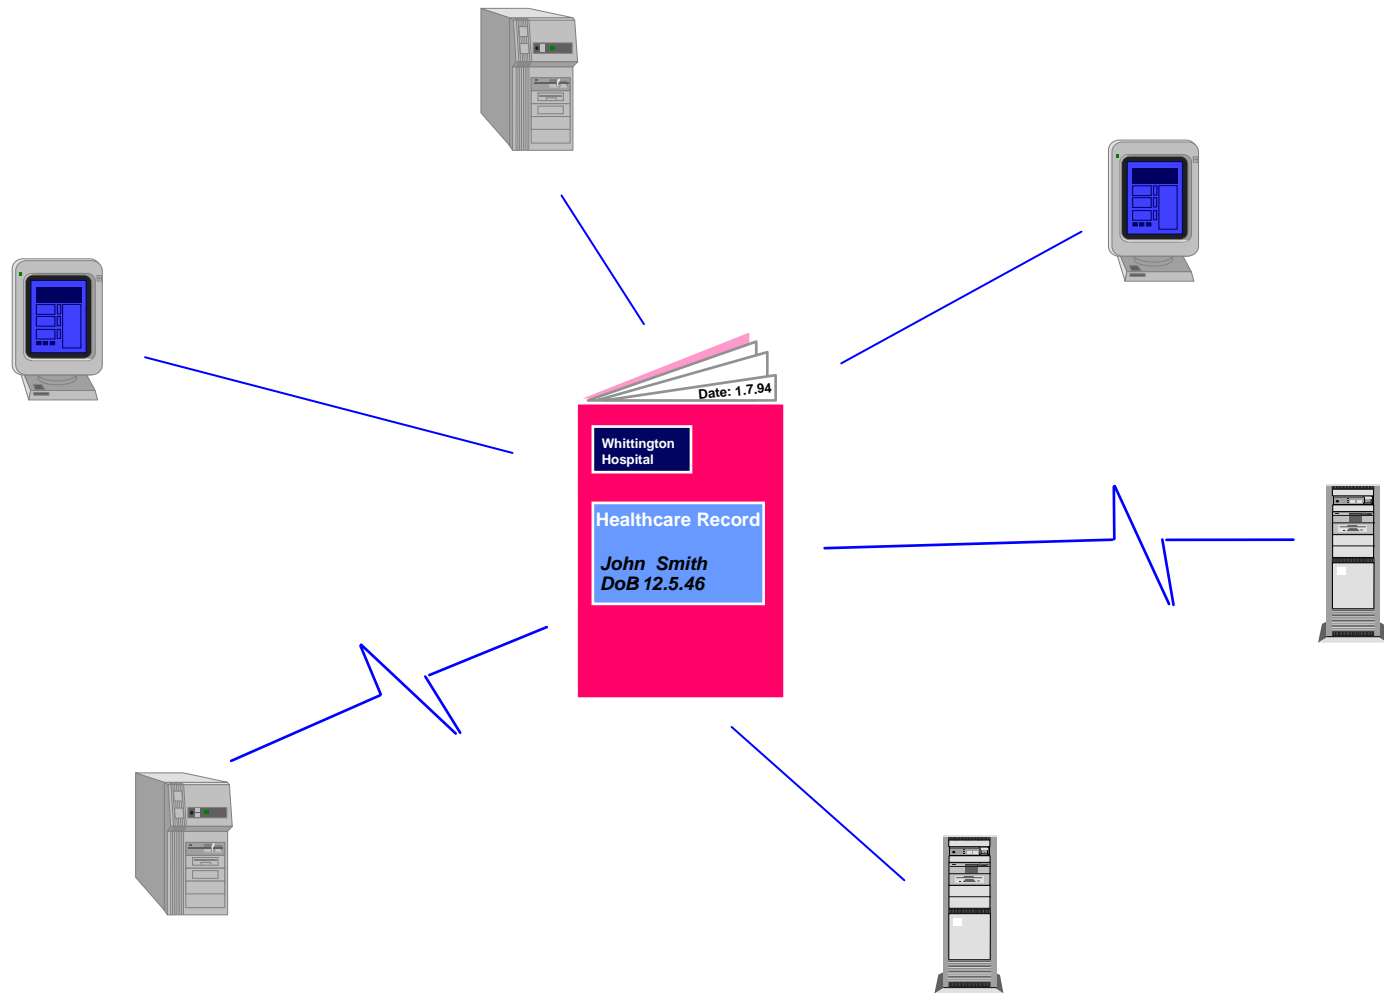 Date: 1.7.94
Whittington
Hospital
Healthcare Record
John Smith
DoB 12.5.46